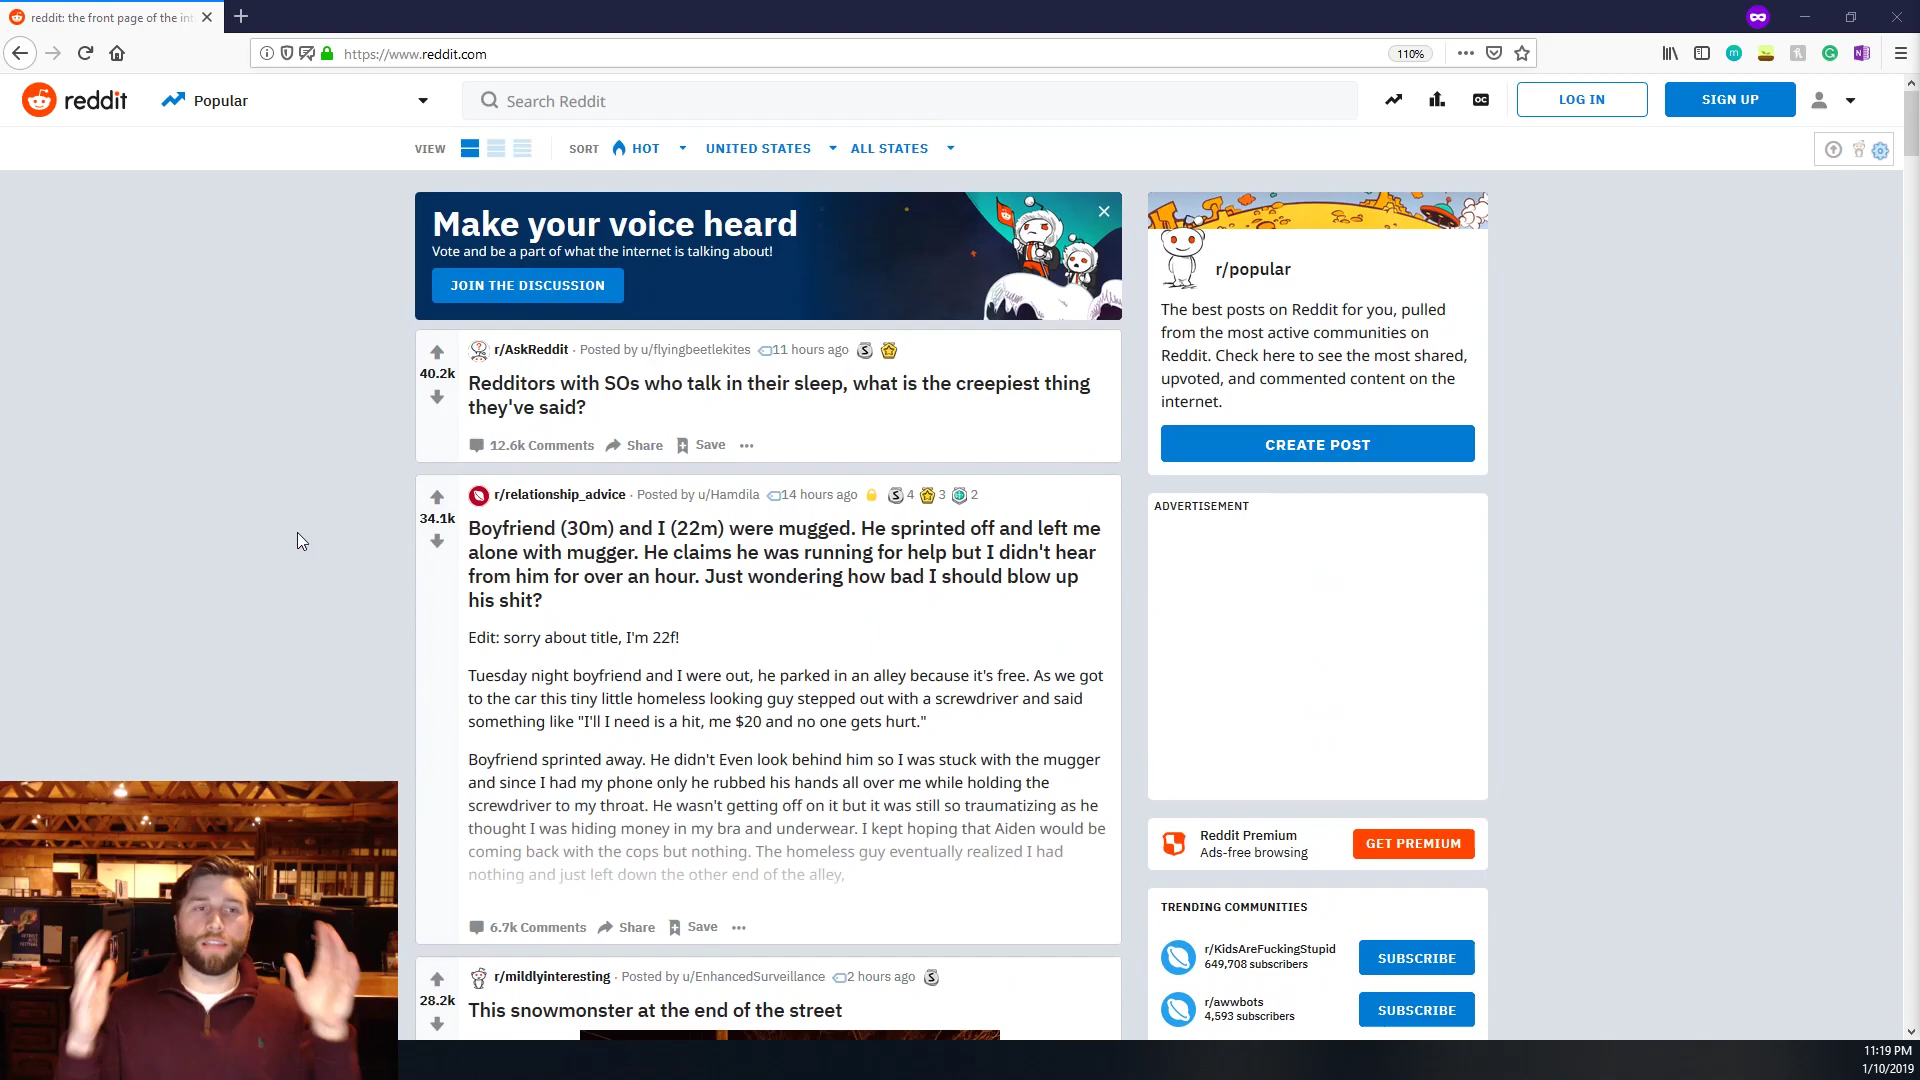 reddit: the front page of the int
https://www.reddit.com
110%
reddit
Popular
Search Reddit
LOG IN
SIGN UP
VIEW
SORT
HOT
UNITED STATES
ALL STATES
Make your voice heard
Vote and be a part of what the internet is talking about!
JOIN THE DISCUSSION
r/AskReddit · Posted by u/flyingbeetlekites 11 hours ago
40.2k
Redditors with SOs who talk in their sleep, what is the creepiest thing
they've said?
12.6k Comments Share Save
r/relationship_advice · Posted by u/Hamdila 14 hours ago 4 3 2
34.1k
Boyfriend (30m) and I (22m) were mugged. He sprinted off and left me
alone with mugger. He claims he was running for help but I didn't hear
from him for over an hour. Just wondering how bad I should blow up
his shit?
Edit: sorry about title, I'm 22f!
Tuesday night boyfriend and I were out, he parked in an alley because it's free. As we got
to the car this tiny little homeless looking guy stepped out with a screwdriver and said
something like "I'll I need is a hit, me $20 and no one gets hurt."
Boyfriend sprinted away. He didn't Even look behind him so I was stuck with the mugger
and since I had my phone only he rubbed his hands all over me while holding the
screwdriver to my throat. He wasn't getting off on it but it was still so traumatizing as he
thought I was hiding money in my bra and underwear. I kept hoping that Aiden would be
coming back with the cops but nothing. The homeless guy eventually realized I had
nothing and just left down the other end of the alley,
6.7k Comments Share Save
r/mildlyinteresting · Posted by u/EnhancedSurveillance 2 hours ago
28.2k
This snowmonster at the end of the street
r/popular
The best posts on Reddit for you, pulled
from the most active communities on
Reddit. Check here to see the most shared,
upvoted, and commented content on the
internet.
CREATE POST
ADVERTISEMENT
Reddit Premium
Ads-free browsing
GET PREMIUM
TRENDING COMMUNITIES
r/KidsAreFuckingStupid
649,708 subscribers
SUBSCRIBE
r/awwbots
4,593 subscribers
SUBSCRIBE
11:19 PM
1/10/2019